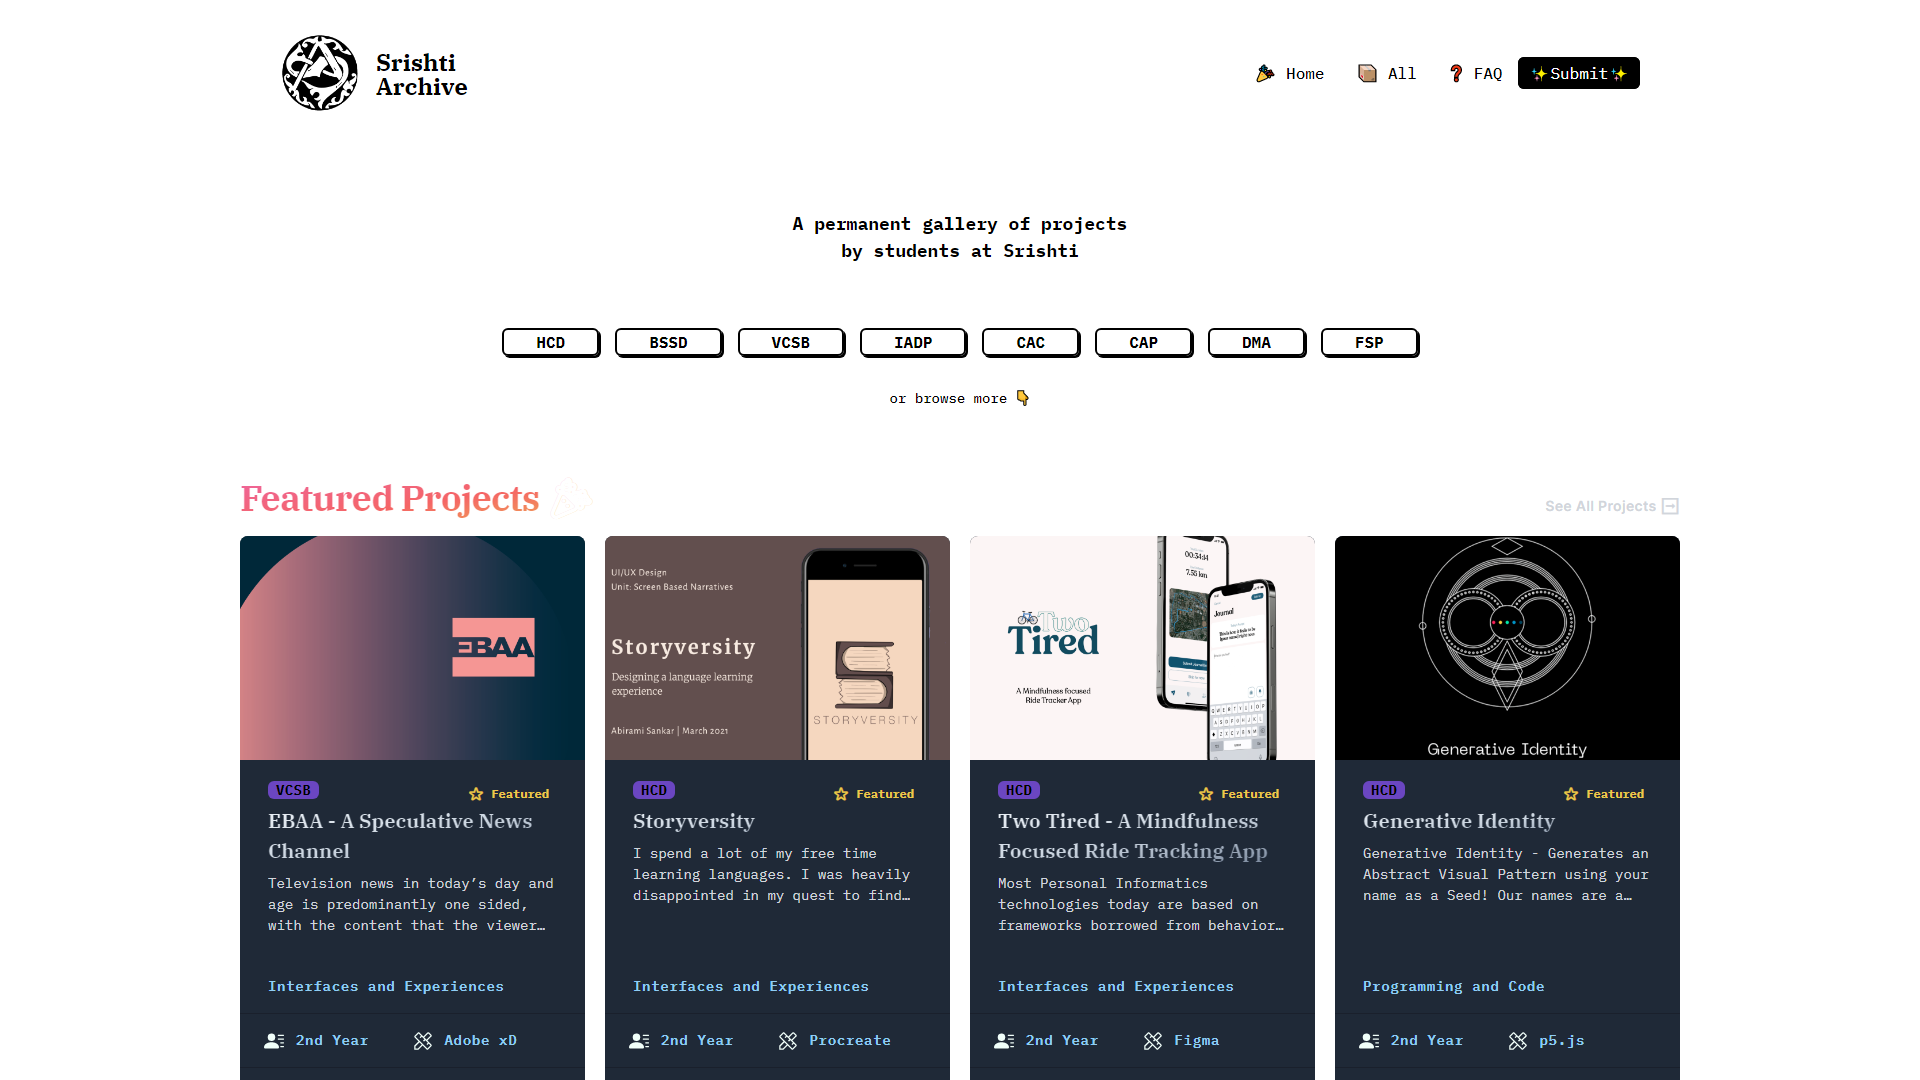 Srishti
Archive
Home
All
FAQ
✨Submit✨
A permanent gallery of projects
by students at Srishti
HCD
BSSD
VCSB
IADP
CAC
CAP
DMA
FSP
or browse more 👇
Featured Projects
See All Projects
EBAA
UI/UX Design
Unit: Screen Based Narratives
Storyversity
Designing a language learning
experience
Abirami Sankar | March 2021
STORYVERSITY
Two
Tired
A Mindfulness focused
Ride Tracker App
00:34:14
7.55 km
Journal
Generative Identity
VCSB
Featured
EBAA - A Speculative News
Channel
Television news in today’s day and
age is predominantly one sided,
with the content that the viewer…
Interfaces and Experiences
2nd Year
Adobe xD
HCD
Featured
Storyversity
I spend a lot of my free time
learning languages. I was heavily
disappointed in my quest to find…
Interfaces and Experiences
2nd Year
Procreate
HCD
Featured
Two Tired - A Mindfulness
Focused Ride Tracking App
Most Personal Informatics
technologies today are based on
frameworks borrowed from behavior…
Interfaces and Experiences
2nd Year
Figma
HCD
Featured
Generative Identity
Generative Identity - Generates an
Abstract Visual Pattern using your
name as a Seed! Our names are a…
Programming and Code
2nd Year
p5.js